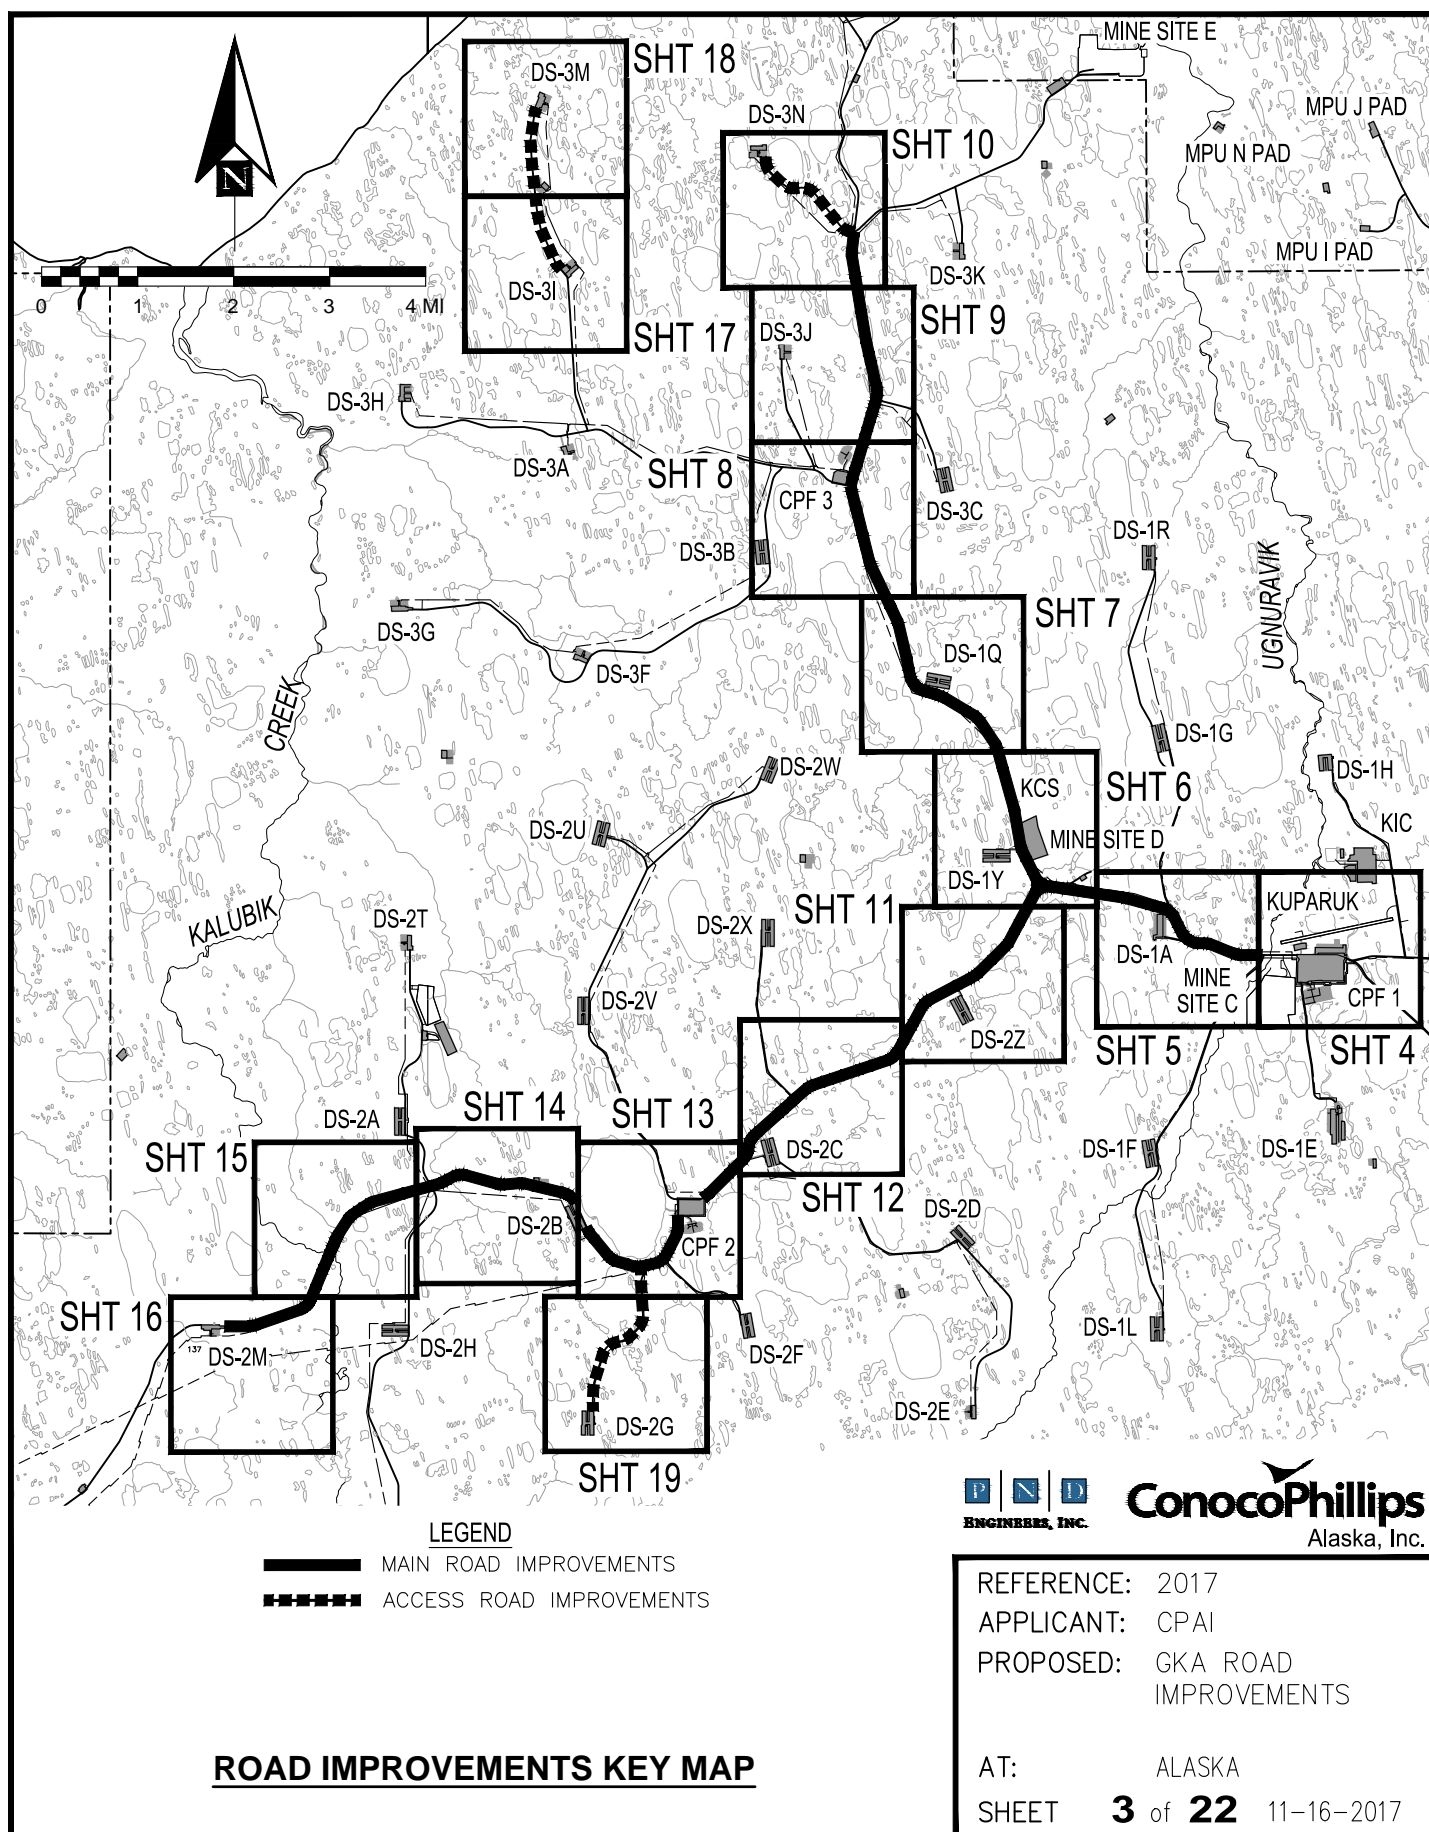 MINE SITE E
SHT 18
DS-3M
MPU J PAD
DS-3N
SHT 10
MPU N PAD
N
MPU I PAD
DS-3K
DS-3I
0 1 2 3 4 MI
SHT 17
SHT 9
DS-3J
DS-3H
DS-3A
SHT 8
CPF 3
DS-3C
DS-3B
DS-1R
SHT 7
UGNURAVIK
DS-3G
DS-3F
DS-1Q
CREEK
DS-1G
DS-2W
DS-1H
KCS
SHT 6
DS-2U
MINE SITE D
KIC
DS-1Y
SHT 11
KUPARUK
KALUBIK
DS-2T
DS-2X
DS-1A
MINE
SITE C
CPF 1
DS-2V
DS-2Z
SHT 5
SHT 4
DS-2A
SHT 14
SHT 13
SHT 15
DS-2C
DS-1F
DS-1E
SHT 12
DS-2B
CPF 2
DS-2D
SHT 16
137
DS-2M
DS-2H
DS-2F
DS-1L
DS-2G
DS-2E
SHT 19
P N D
ENGINEERS, INC.
ConocoPhillips
Alaska, Inc.
LEGEND
MAIN ROAD IMPROVEMENTS
ACCESS ROAD IMPROVEMENTS
REFERENCE: 2017
APPLICANT: CPAI
PROPOSED: GKA ROAD
IMPROVEMENTS
AT: ALASKA
SHEET 3 of 22 11-16-2017
ROAD IMPROVEMENTS KEY MAP